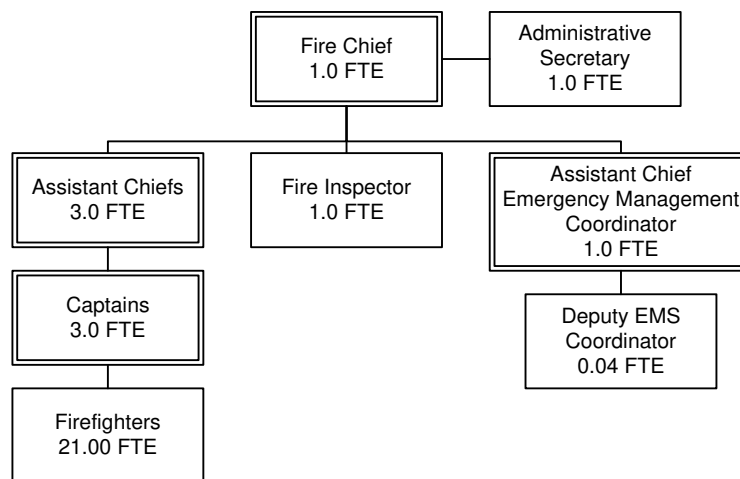 Fire Chief
1.0 FTE
Administrative
Secretary
1.0 FTE
Assistant Chiefs
3.0 FTE
Fire Inspector
1.0 FTE
Assistant Chief
Emergency Management
Coordinator
1.0 FTE
Captains
3.0 FTE
Deputy EMS
Coordinator
0.04 FTE
Firefighters
21.00 FTE